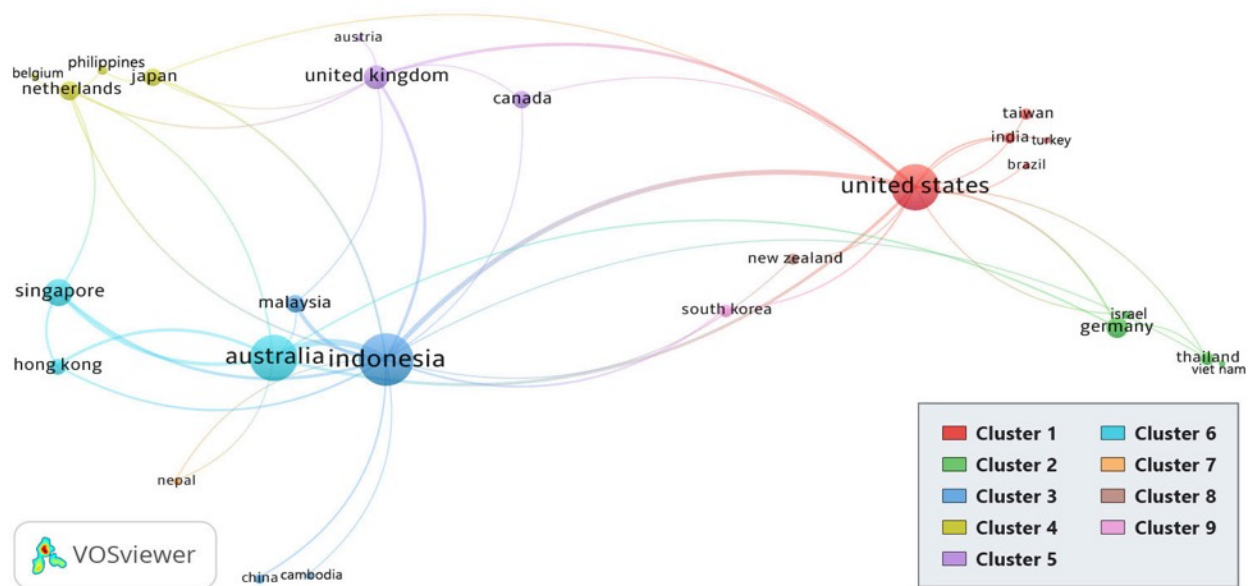 austria
philippines
belgium
japan
united kingdom
netherlands
canada
taiwan
india
turkey
brazil
united states
new zealand
singapore
malaysia
south korea
israel
germany
australia
indonesia
hong kong
thailand
viet nam
nepal
china
cambodia
VOSviewer
Cluster 1
Cluster 2
Cluster 3
Cluster 4
Cluster 5
Cluster 6
Cluster 7
Cluster 8
Cluster 9